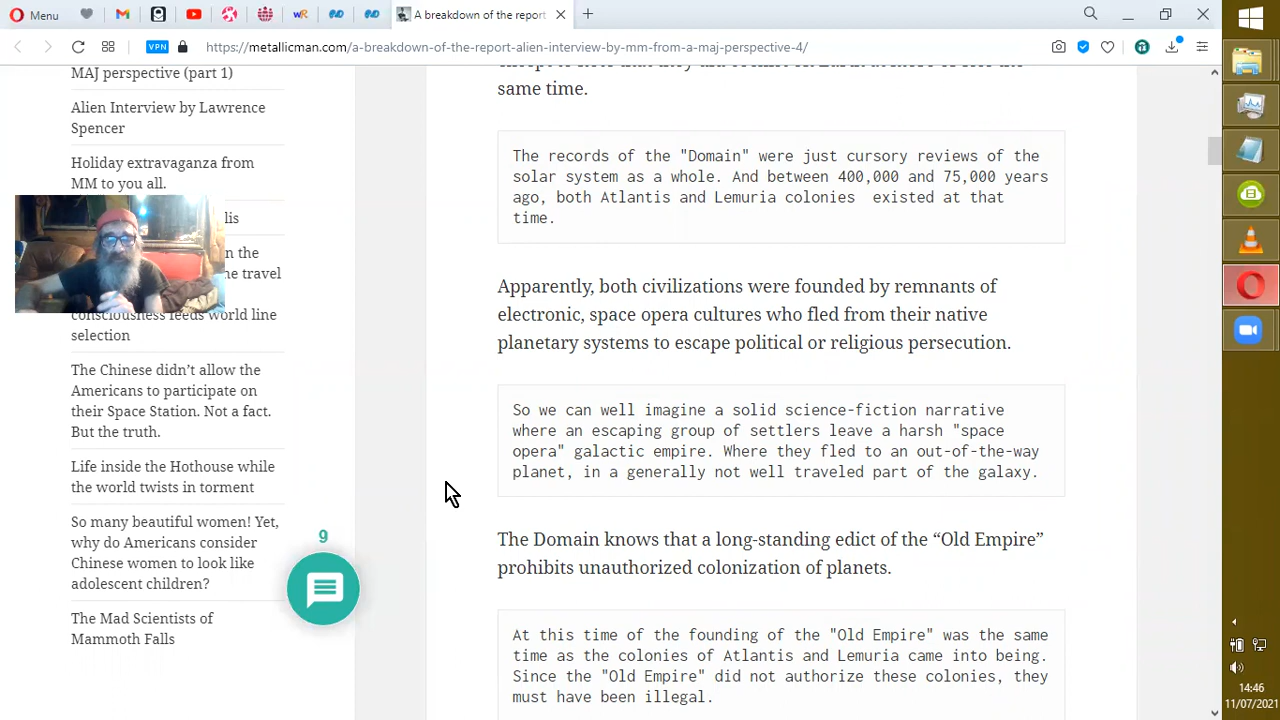 Menu
A breakdown of the report
VPN
https://metallicman.com/a-breakdown-of-the-report-alien-interview-by-mm-from-a-maj-perspective-4/
MAJ perspective (part 1)
Alien Interview by Lawrence
Spencer
Holiday extravaganza from
MM to you all.
lis
n the
ne travel
consciousness feeds world line
selection
The Chinese didn’t allow the
Americans to participate on
their Space Station. Not a fact.
But the truth.
Life inside the Hothouse while
the world twists in torment
So many beautiful women! Yet,
why do Americans consider
Chinese women to look like
adolescent children?
The Mad Scientists of
Mammoth Falls
9
same time.
The records of the "Domain" were just cursory reviews of the
solar system as a whole. And between 400,000 and 75,000 years
ago, both Atlantis and Lemuria colonies existed at that
time.
Apparently, both civilizations were founded by remnants of
electronic, space opera cultures who fled from their native
planetary systems to escape political or religious persecution.
So we can well imagine a solid science-fiction narrative
where an escaping group of settlers leave a harsh "space
opera" galactic empire. Where they fled to an out-of-the-way
planet, in a generally not well traveled part of the galaxy.
The Domain knows that a long-standing edict of the “Old Empire”
prohibits unauthorized colonization of planets.
At this time of the founding of the "Old Empire" was the same
time as the colonies of Atlantis and Lemuria came into being.
Since the "Old Empire" did not authorize these colonies, they
must have been illegal.
14:46
11/07/2021